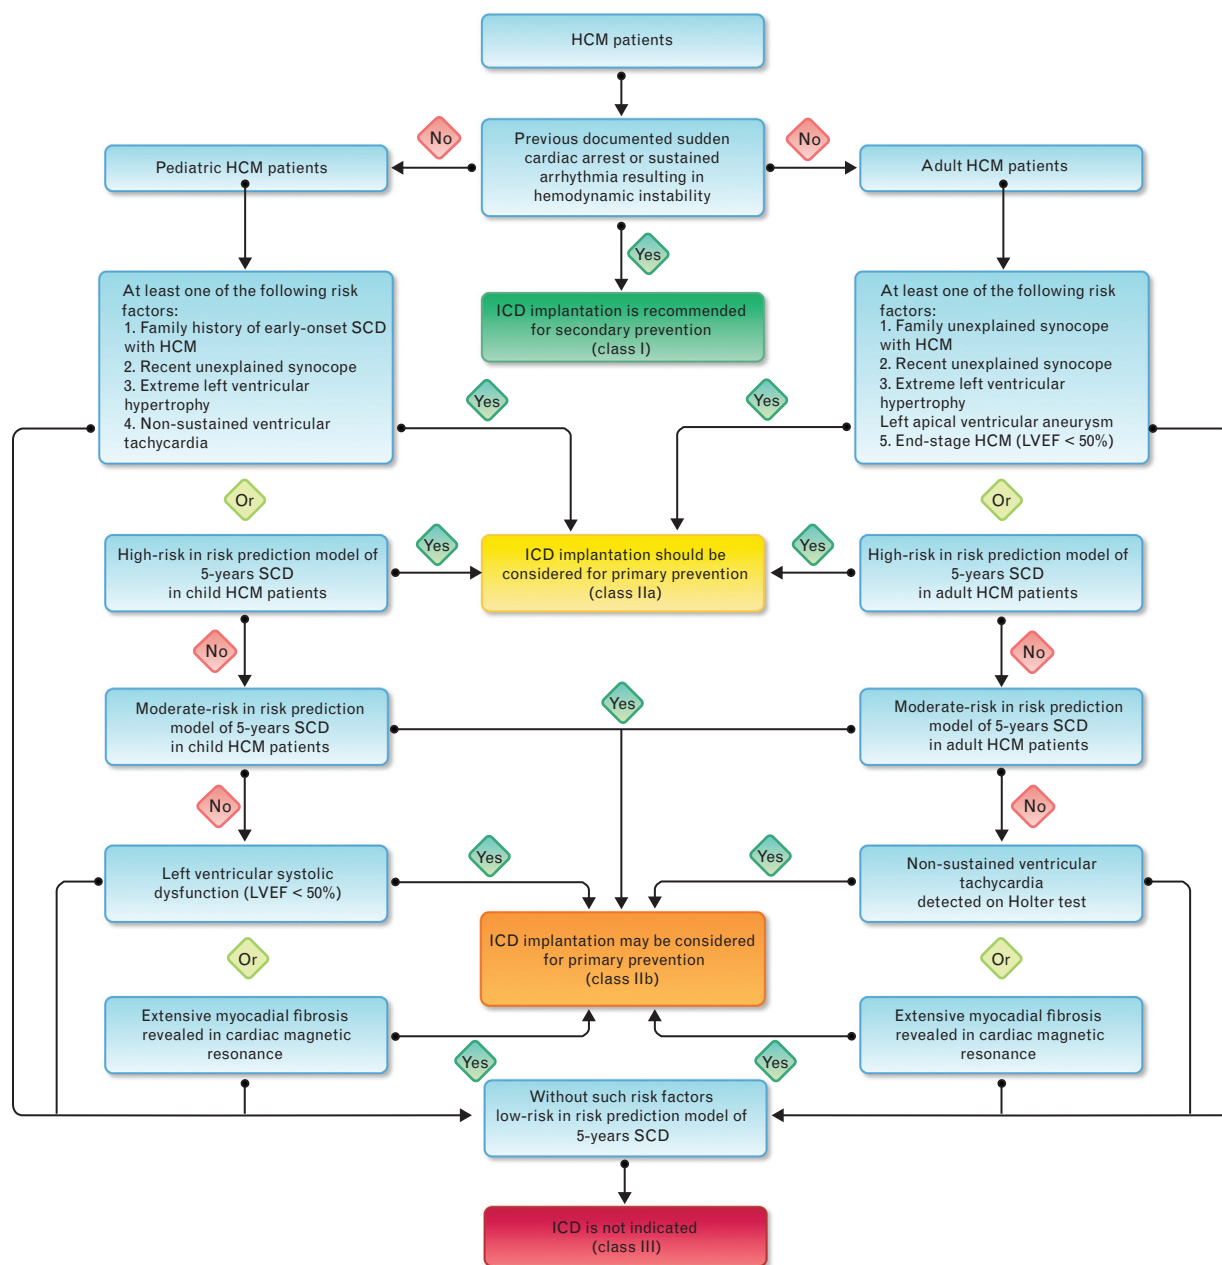 HCM patients
No
No
Previous documented sudden
cardiac arrest or sustained
arrhythmia resulting in
hemodynamic instability
Pediatric HCM patients
Adult HCM patients
Yes
At least one of the following risk
factors:
1. Family history of early-onset SCD
with HCM
2. Recent unexplained synocope
3. Extreme left ventricular
hypertrophy
4. Non-sustained ventricular
tachycardia
ICD implantation is recommended
for secondary prevention
(class I)
At least one of the following risk
factors:
1. Family unexplained synocope
with HCM
2. Recent unexplained synocope
3. Extreme left ventricular
hypertrophy
Left apical ventricular aneurysm
5. End-stage HCM (LVEF < 50%)
Yes
Yes
Or
Or
High-risk in risk prediction model of
5-years SCD
in child HCM patients
Yes
ICD implantation should be
considered for primary prevention
(class IIa)
Yes
High-risk in risk prediction model of
5-years SCD
in adult HCM patients
No
No
Moderate-risk in risk prediction
model of 5-years SCD
in child HCM patients
Yes
Moderate-risk in risk prediction
model of 5-years SCD
in adult HCM patients
No
No
Left ventricular systolic
dysfunction (LVEF < 50%)
Yes
Yes
Non-sustained ventricular
tachycardia
detected on Holter test
ICD implantation may be considered
for primary prevention
(class IIb)
Or
Or
Extensive myocadial fibrosis
revealed in cardiac magnetic
resonance
Yes
Yes
Extensive myocadial fibrosis
revealed in cardiac magnetic
resonance
Without such risk factors
low-risk in risk prediction model of
5-years SCD
ICD is not indicated
(class III)